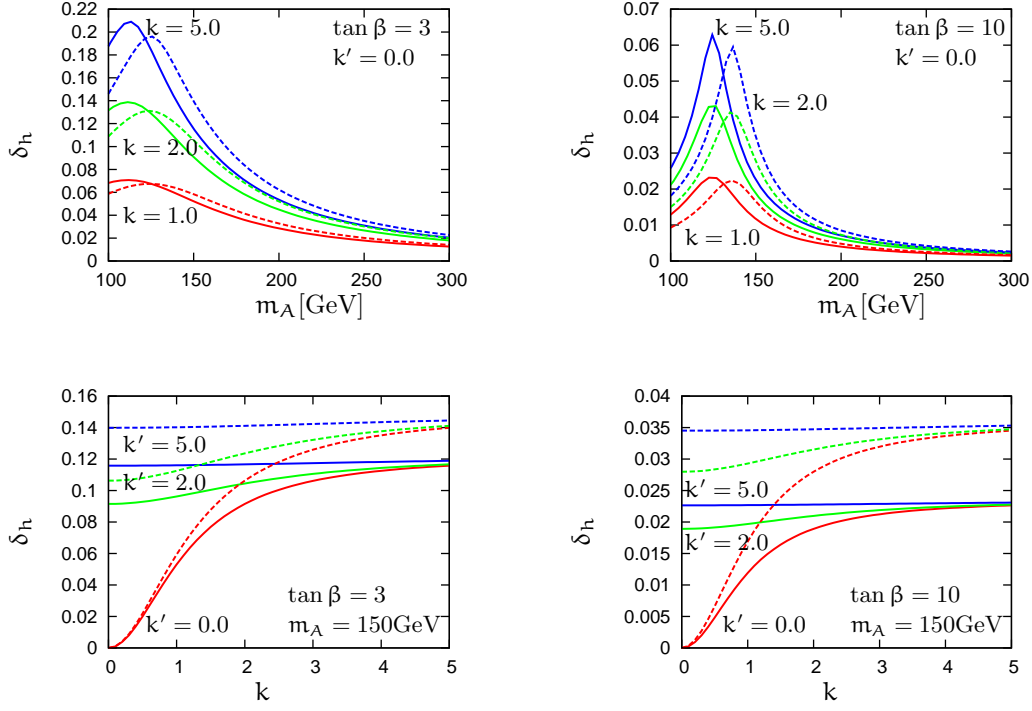 0.22
0.2
0.18
0.16
0.14
0.12
0.1
0.08
0.06
0.04
0.02
0
100 150 200 250 300
δh
mA[GeV]
k = 5.0
k = 2.0
k = 1.0
tan β = 3
k′ = 0.0
0.07
0.06
0.05
0.04
0.03
0.02
0.01
0
100 150 200 250 300
δh
mA[GeV]
k = 5.0
k = 2.0
k = 1.0
tan β = 10
k′ = 0.0
0.16
0.14
0.12
0.1
0.08
0.06
0.04
0.02
0
0 1 2 3 4 5
δh
k
k′ = 5.0
k′ = 2.0
k′ = 0.0
tan β = 3
mA = 150GeV
0.04
0.035
0.03
0.025
0.02
0.015
0.01
0.005
0
0 1 2 3 4 5
δh
k
k′ = 5.0
k′ = 2.0
k′ = 0.0
tan β = 10
mA = 150GeV